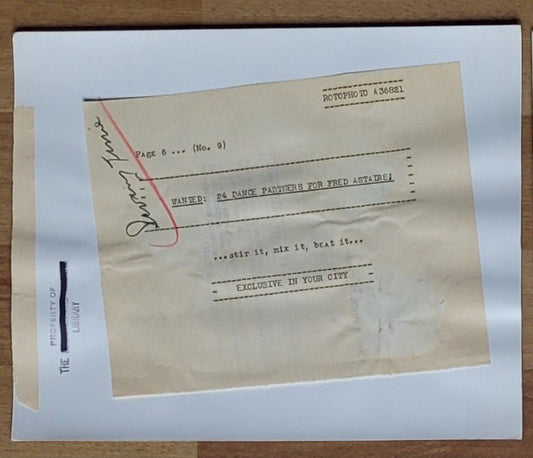 ROTOPHOTO A36821
PAGE 6 ... (No. 9)
WANTED: 24 DANCE PARTNERS FOR FRED ASTAIRE!
...stir it, mix it, beat it...
EXCLUSIVE IN YOUR CITY
THE
PROPERTY OF
LIBRARY